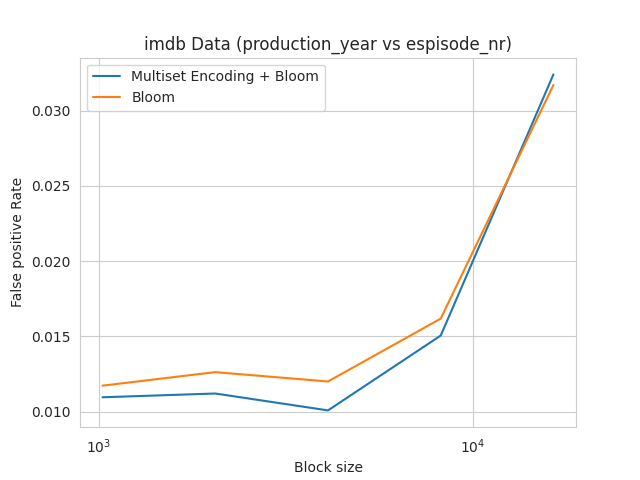 imdb Data (production_year vs espisode_nr)
Multiset Encoding + Bloom
Bloom
False positive Rate
0.030
0.025
0.020
0.015
0.010
10³
10⁴
Block size